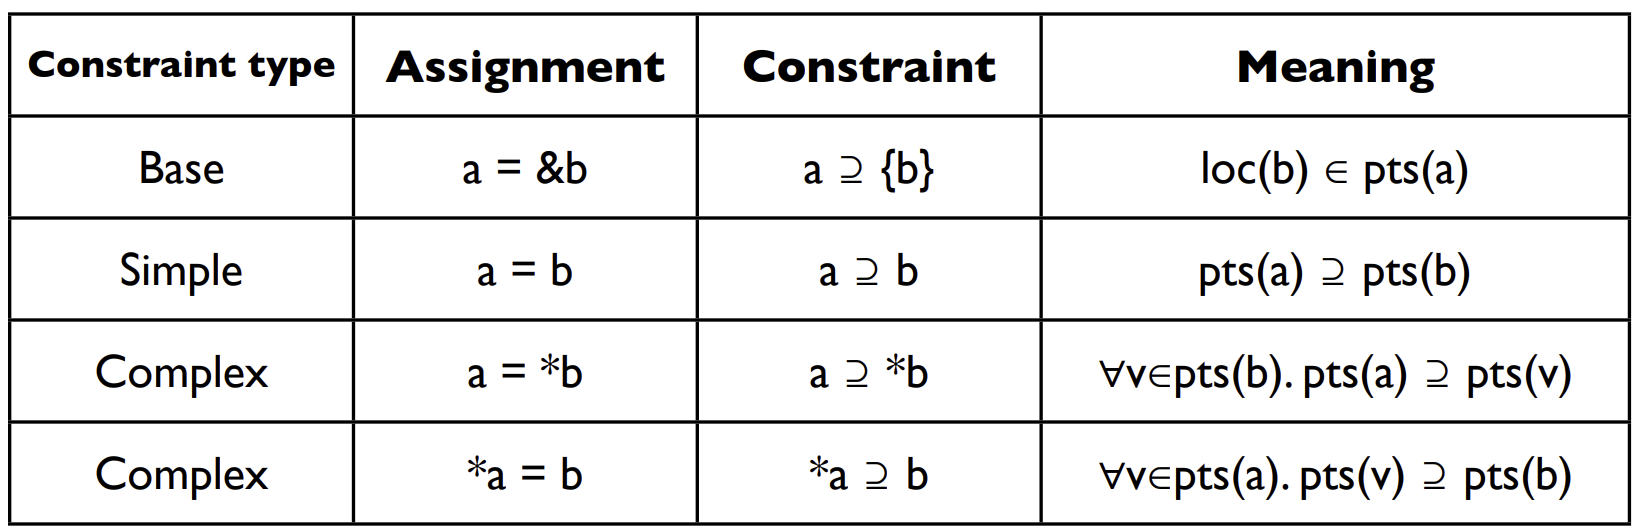 Constraint type Assignment Constraint Meaning
Base a = &b a ⊇ {b} loc(b) ∈ pts(a)
Simple a = b a ⊇ b pts(a) ⊇ pts(b)
Complex a = *b a ⊇ *b ∀v∈pts(b). pts(a) ⊇ pts(v)
Complex *a = b *a ⊇ b ∀v∈pts(a). pts(v) ⊇ pts(b)